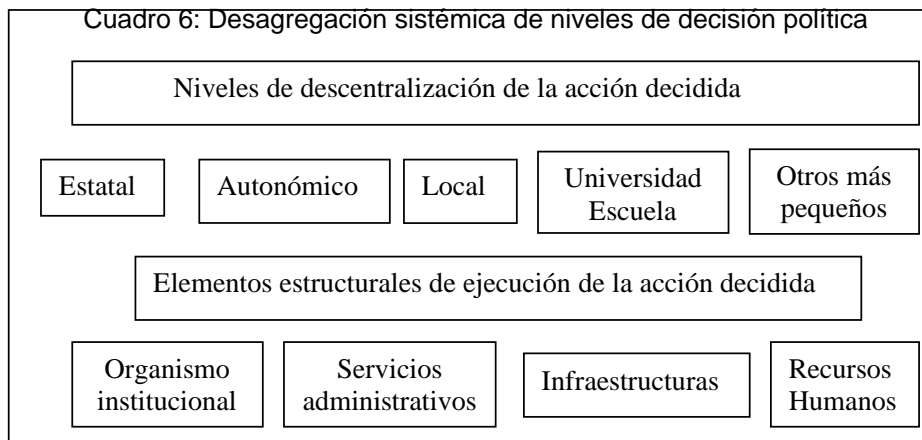 Cuadro 6: Desagregación sistémica de niveles de decisión política
Niveles de descentralización de la acción decidida
Estatal
Autonómico
Local
Universidad
Escuela
Otros más
pequeños
Elementos estructurales de ejecución de la acción decidida
Organismo
institucional
Servicios
administrativos
Infraestructuras
Recursos
Humanos